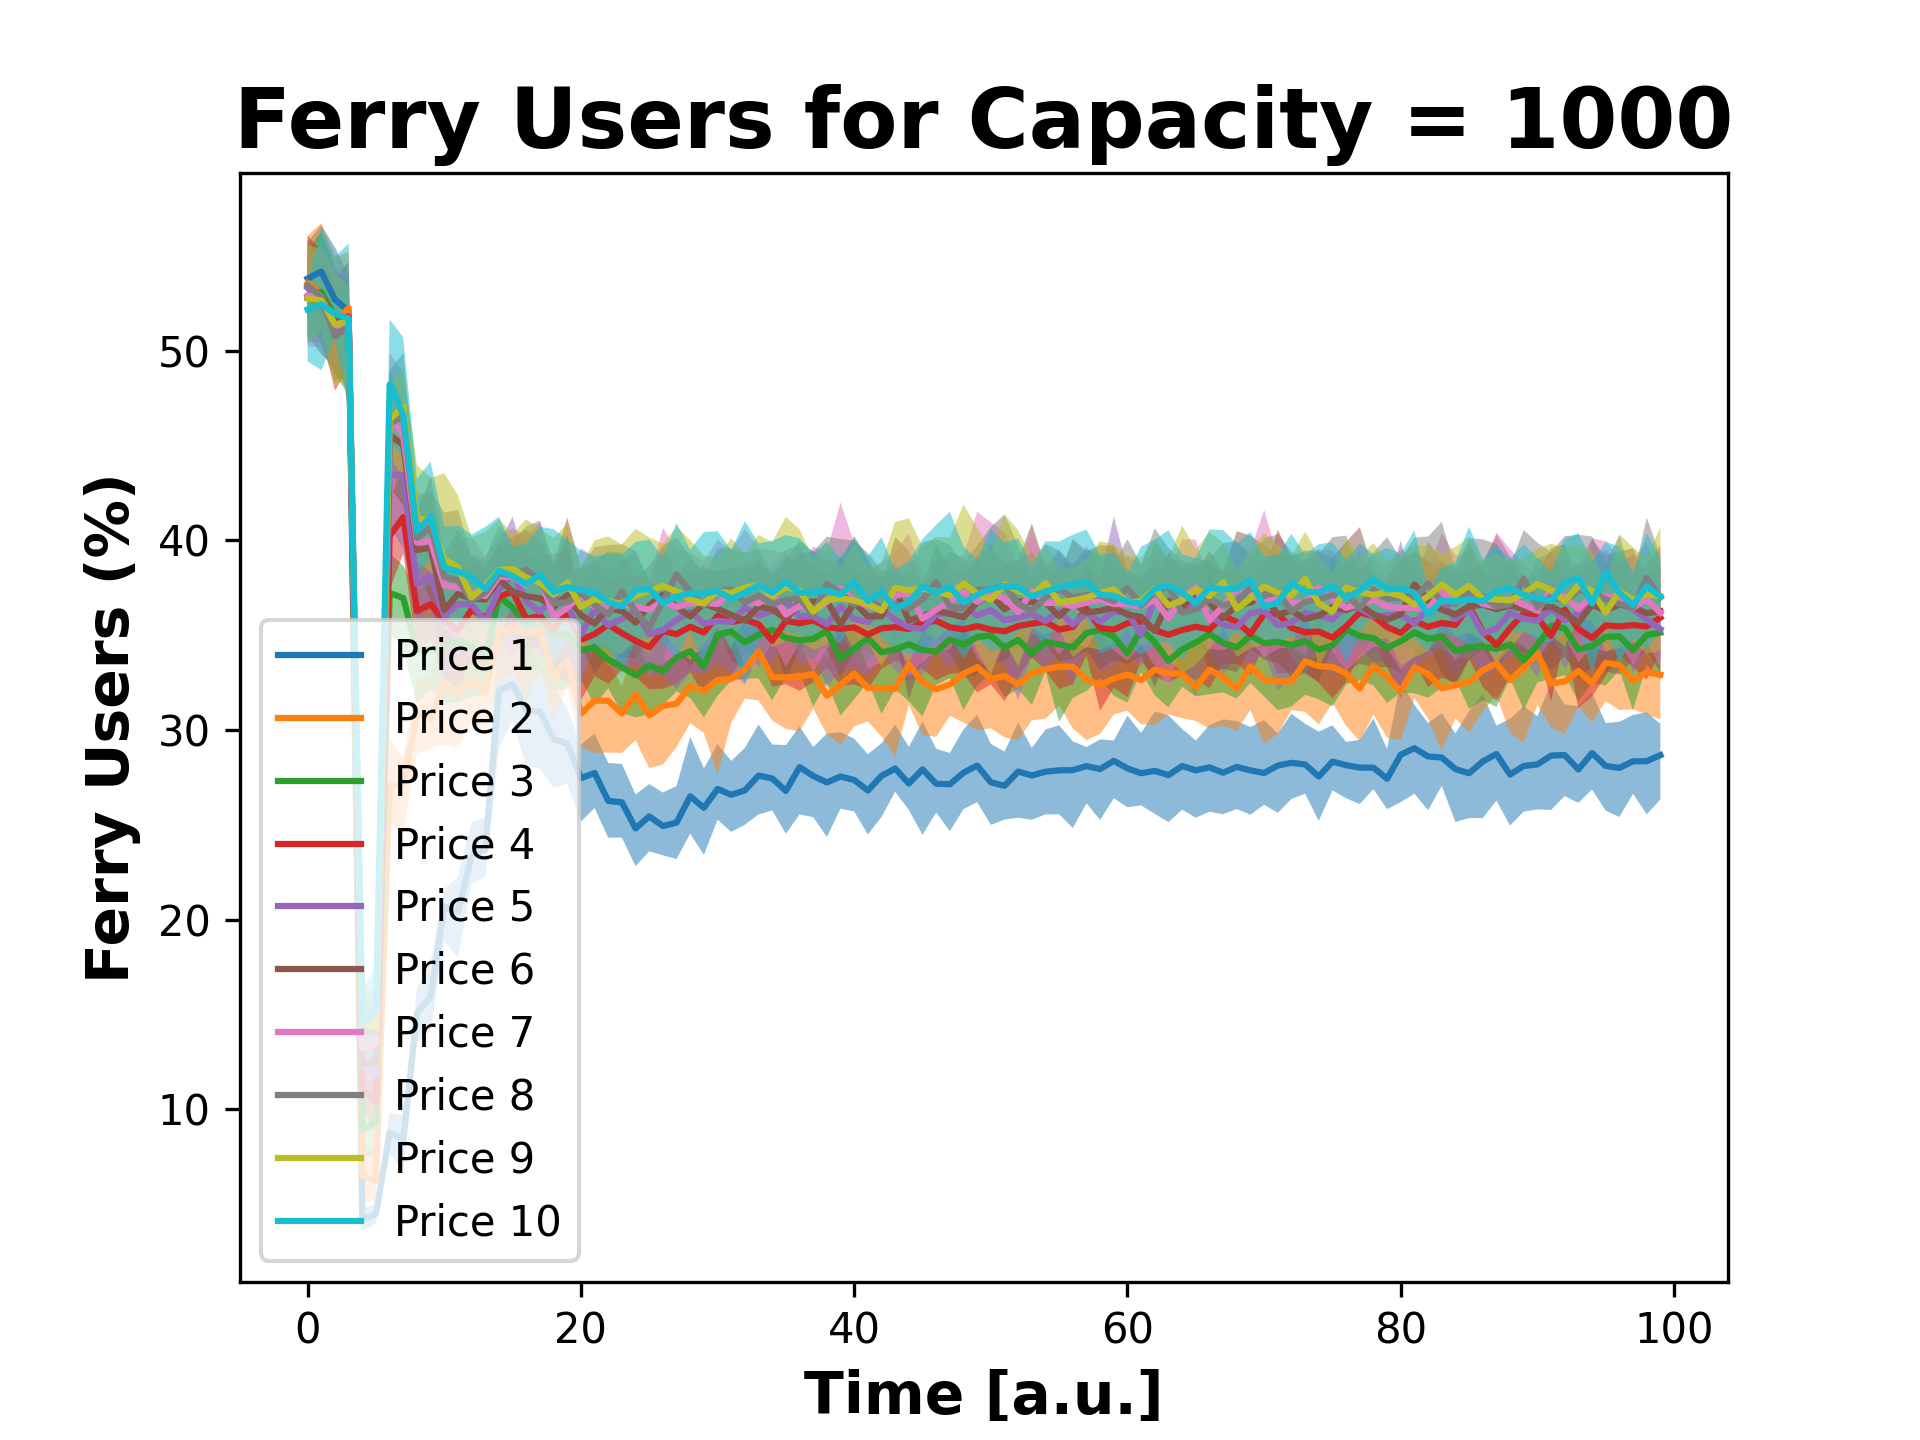 Ferry Users for Capacity = 1000
Ferry Users (%)
50
40
30
20
10
Price 1
Price 2
Price 3
Price 4
Price 5
Price 6
Price 7
Price 8
Price 9
Price 10
0 20 40 60 80 100
Time [a.u.]